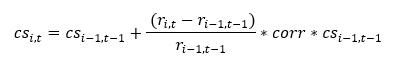 cs_{i,t} = cs_{i-1,t-1} + \frac{(r_{i,t} - r_{i-1,t-1})}{r_{i-1,t-1}} * corr * cs_{i-1,t-1}